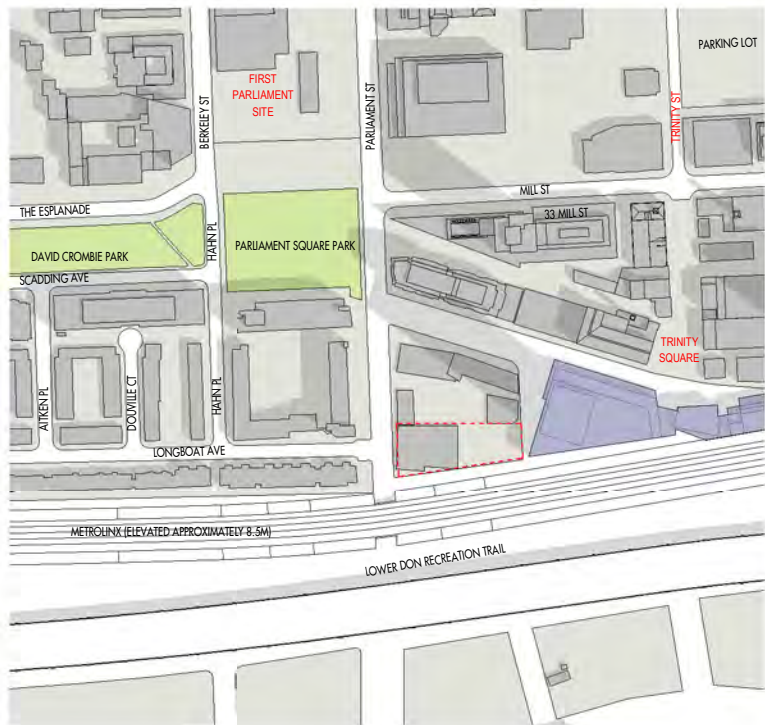 PARKING LOT
FIRST
PARLIAMENT
SITE
BERKELEY ST
PARLIAMENT ST
TRINITY ST
MILL ST
THE ESPLANADE
33 MILL ST
HAHN PL
PARLIAMENT SQUARE PARK
DAVID CROMBIE PARK
SCADDING AVE
TRINITY
SQUARE
AITKEN PL
DOUVILLE CT
HAHN PL
LONGBOAT AVE
METROLINX (ELEVATED APPROXIMATELY 8.5M)
LOWER DON RECREATION TRAIL